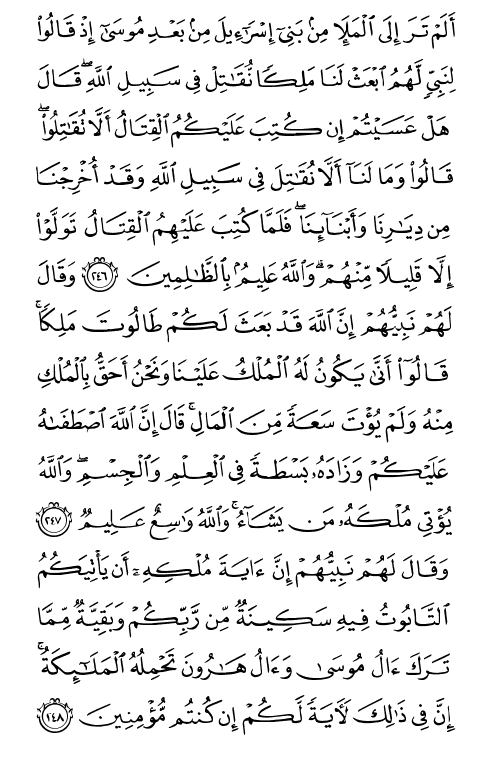 أَلَمْ تَرَ إِلَى ٱلْمَلَإِ مِنۢ بَنِىٓ إِسْرَٰٓءِيلَ مِنۢ بَعْدِ مُوسَىٰٓ إِذْ قَالُوا۟
لِنَبِىٍّ لَّهُمُ ٱبْعَثْ لَنَا مَلِكًا نُّقَٰتِلْ فِى سَبِيلِ ٱللَّهِ ۖ قَالَ
هَلْ عَسَيْتُمْ إِن كُتِبَ عَلَيْكُمُ ٱلْقِتَالُ أَلَّا تُقَٰتِلُوا۟ ۖ
قَالُوا۟ وَمَا لَنَآ أَلَّا نُقَٰتِلَ فِى سَبِيلِ ٱللَّهِ وَقَدْ أُخْرِجْنَا
مِن دِيَٰرِنَا وَأَبْنَآئِنَا ۖ فَلَمَّا كُتِبَ عَلَيْهِمُ ٱلْقِتَالُ تَوَلَّوْا۟
إِلَّا قَلِيلًا مِّنْهُمْ ۗ وَٱللَّهُ عَلِيمٌۢ بِٱلظَّٰلِمِينَ ٢٤٦ وَقَالَ
لَهُمْ نَبِيُّهُمْ إِنَّ ٱللَّهَ قَدْ بَعَثَ لَكُمْ طَالُوتَ مَلِكًا ۚ
قَالُوٓا۟ أَنَّىٰ يَكُونُ لَهُ ٱلْمُلْكُ عَلَيْنَا وَنَحْنُ أَحَقُّ بِٱلْمُلْكِ
مِنْهُ وَلَمْ يُؤْتَ سَعَةً مِّنَ ٱلْمَالِ ۚ قَالَ إِنَّ ٱللَّهَ ٱصْطَفَىٰهُ
عَلَيْكُمْ وَزَادَهُۥ بَسْطَةً فِى ٱلْعِلْمِ وَٱلْجِسْمِ ۖ وَٱللَّهُ
يُؤْتِى مُلْكَهُۥ مَن يَشَآءُ ۚ وَٱللَّهُ وَٰسِعٌ عَلِيمٌ ٢٤٧
وَقَالَ لَهُمْ نَبِيُّهُمْ إِنَّ ءَايَةَ مُلْكِهِۦٓ أَن يَأْتِيَكُمُ
ٱلتَّابُوتُ فِيهِ سَكِينَةٌ مِّن رَّبِّكُمْ وَبَقِيَّةٌ مِّمَّا
تَرَكَ ءَالُ مُوسَىٰ وَءَالُ هَٰرُونَ تَحْمِلُهُ ٱلْمَلَٰٓئِكَةُ ۚ
إِنَّ فِى ذَٰلِكَ لَءَايَةً لَّكُمْ إِن كُنتُم مُّؤْمِنِينَ ٢٤٨